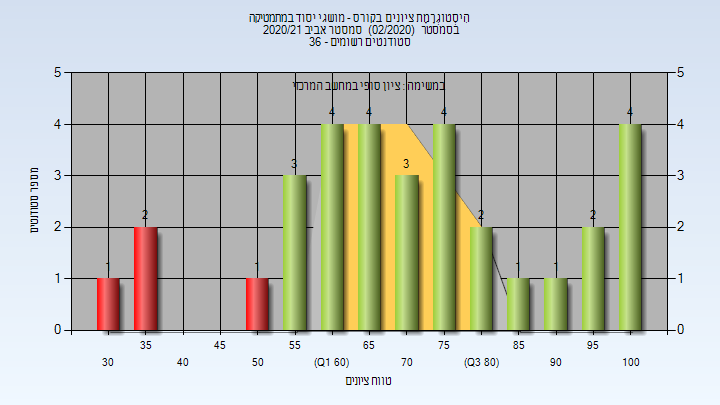 היסטוגרמת ציונים בקורס - מושגי יסוד במתמטיקה
בסמסטר (02/2020) סמסטר אביב 2020/21
סטודנטים רשומים - 36
במשימה : ציון סופי במחשב המרכזי
מספר סטודנטים
5 5
4 4
3 3
2 2
1 1
0 0
1 2 1 3 4 4 3 4 2 1 1 2 4
35 45 55 65 75 85 95
30 40 50 (Q1 60) 70 (Q3 80) 90 100
טווח ציונים